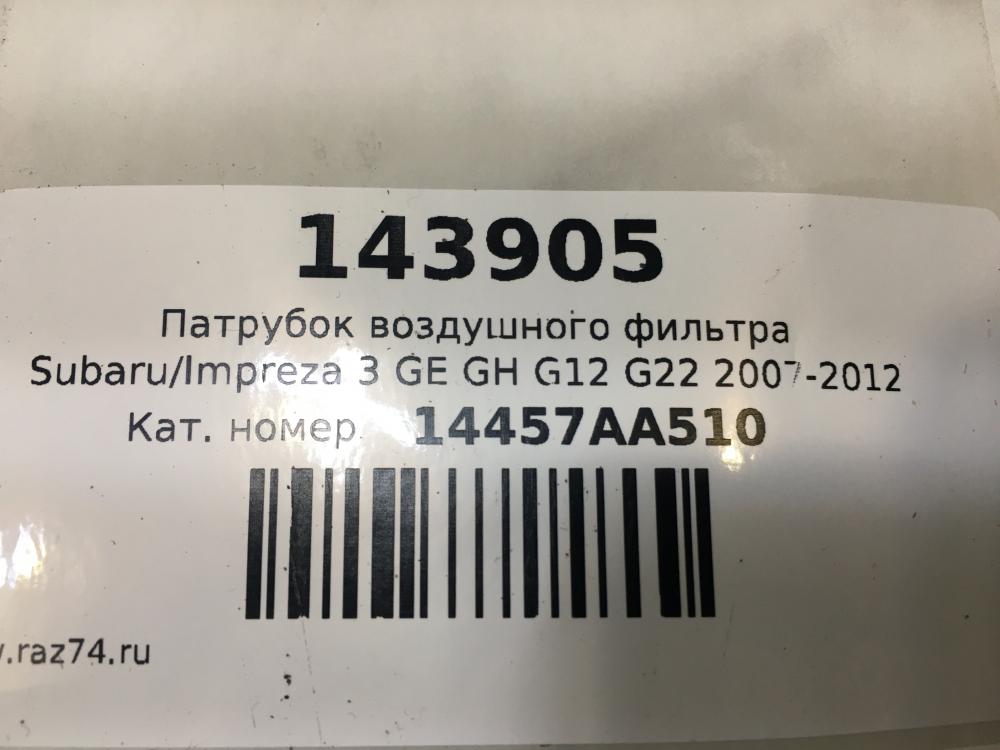 143905
Патрубок воздушного фильтра
Subaru/Impreza 3 GE GH G12 G22 2007-2012
Кат. номер 14457AA510
.raz74.ru